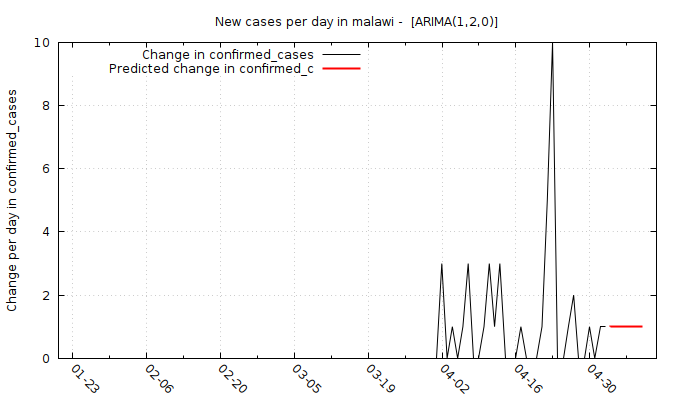 New cases per day in malawi -  [ARIMA(1,2,0)]
Change in confirmed_cases
Predicted change in confirmed_c
Change per day in confirmed_cases
10
8
6
4
2
0
01-23 02-06 02-20 03-05 03-19 04-02 04-16 04-30